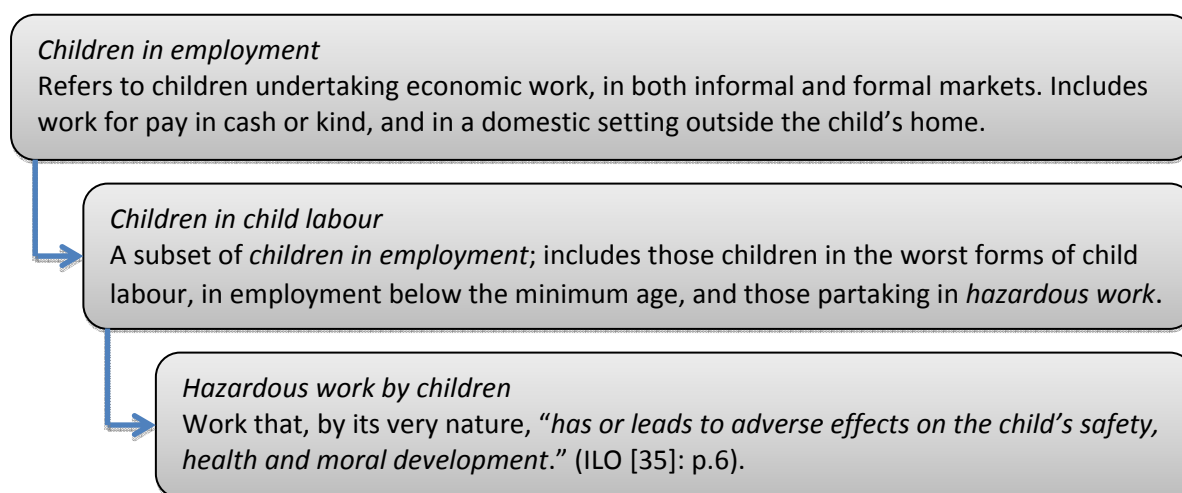 Children in employment
Refers to children undertaking economic work, in both informal and formal markets. Includes
work for pay in cash or kind, and in a domestic setting outside the child’s home.
Children in child labour
A subset of children in employment; includes those children in the worst forms of child
labour, in employment below the minimum age, and those partaking in hazardous work.
Hazardous work by children
Work that, by its very nature, “has or leads to adverse effects on the child’s safety,
health and moral development.” (ILO [35]: p.6).